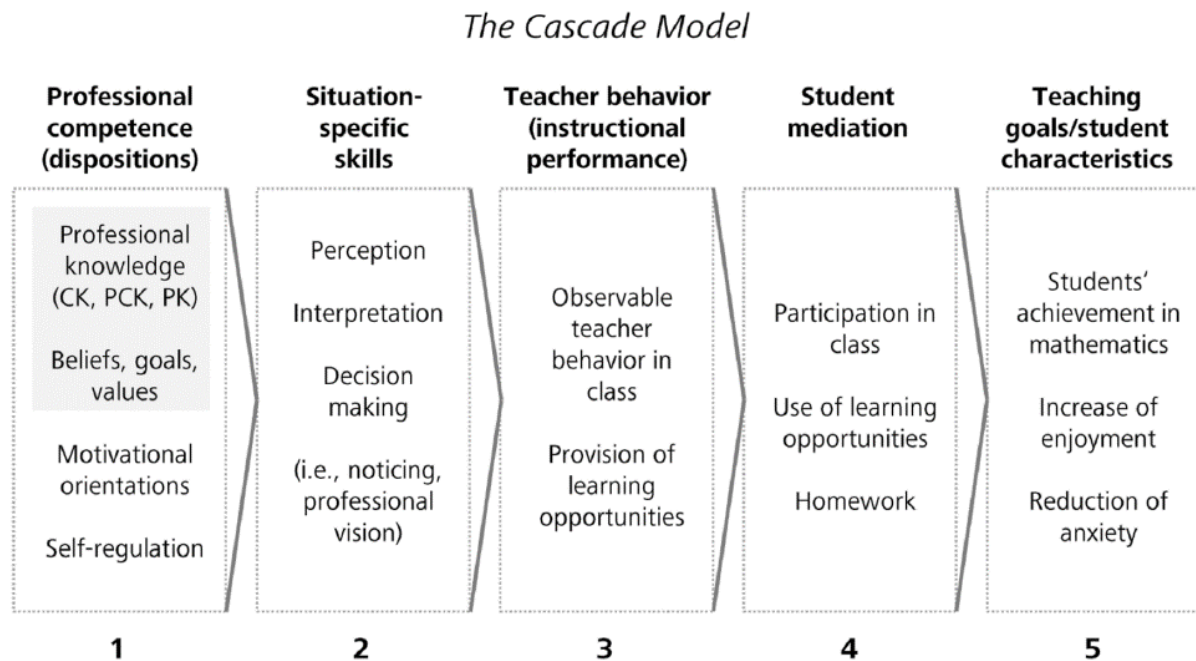 The Cascade Model
Professional
competence
(dispositions)
Situation-
specific
skills
Teacher behavior
(instructional
performance)
Student
mediation
Teaching
goals/student
characteristics
Professional
knowledge
(CK, PCK, PK)
Beliefs, goals,
values
Motivational
orientations
Self-regulation
Perception
Interpretation
Decision
making
(i.e., noticing,
professional
vision)
Observable
teacher
behavior in
class
Provision of
learning
opportunities
Participation in
class
Use of learning
opportunities
Homework
Students‘
achievement in
mathematics
Increase of
enjoyment
Reduction of
anxiety
1
2
3
4
5